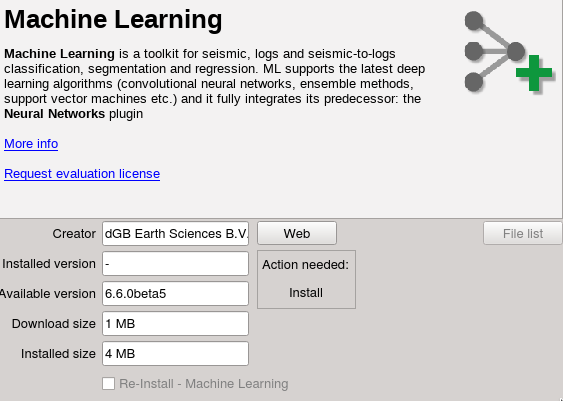 Machine Learning
Machine Learning is a toolkit for seismic, logs and seismic-to-logs
classification, segmentation and regression. ML supports the latest deep
learning algorithms (convolutional neural networks, ensemble methods,
support vector machines etc.) and it fully integrates its predecessor: the
Neural Networks plugin
More info
Request evaluation license
Creator dGB Earth Sciences B.V. Web File list
Installed version - Action needed:
Available version 6.6.0beta5 Install
Download size 1 MB
Installed size 4 MB
Re-Install - Machine Learning